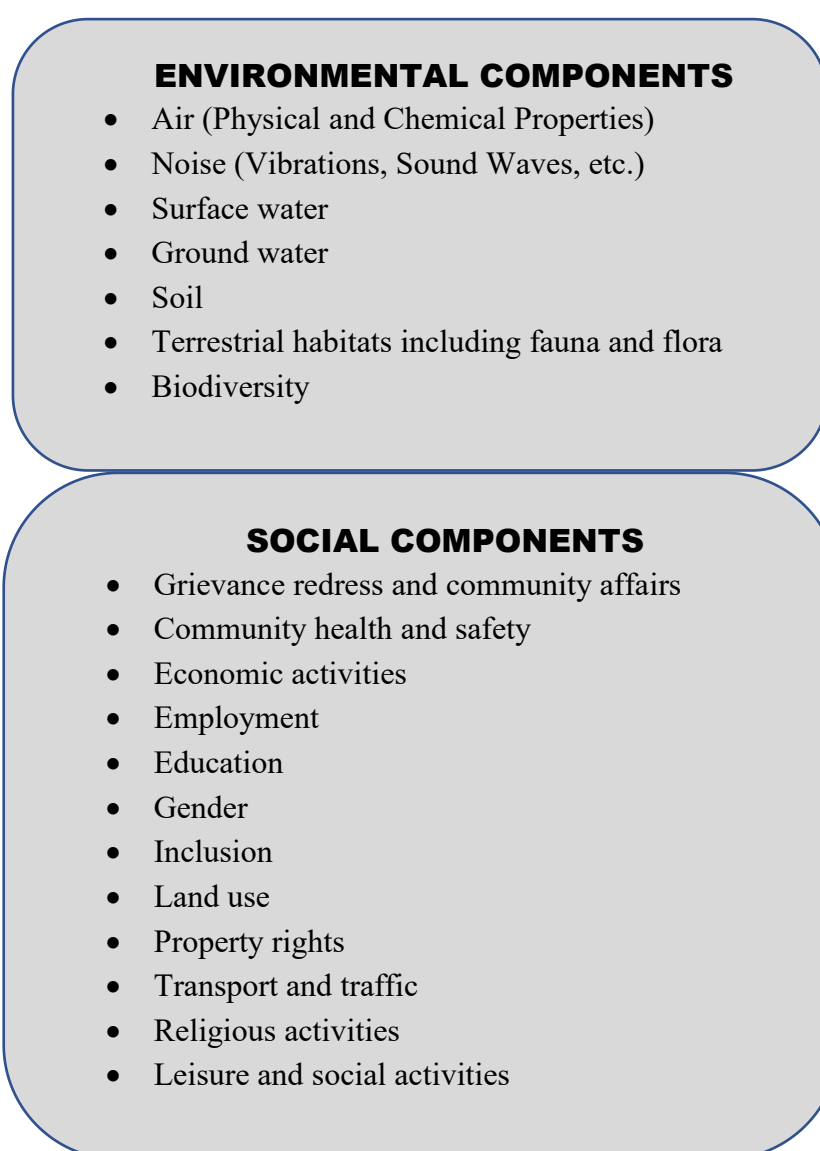 ENVIRONMENTAL COMPONENTS
• Air (Physical and Chemical Properties)
• Noise (Vibrations, Sound Waves, etc.)
• Surface water
• Ground water
• Soil
• Terrestrial habitats including fauna and flora
• Biodiversity
SOCIAL COMPONENTS
• Grievance redress and community affairs
• Community health and safety
• Economic activities
• Employment
• Education
• Gender
• Inclusion
• Land use
• Property rights
• Transport and traffic
• Religious activities
• Leisure and social activities